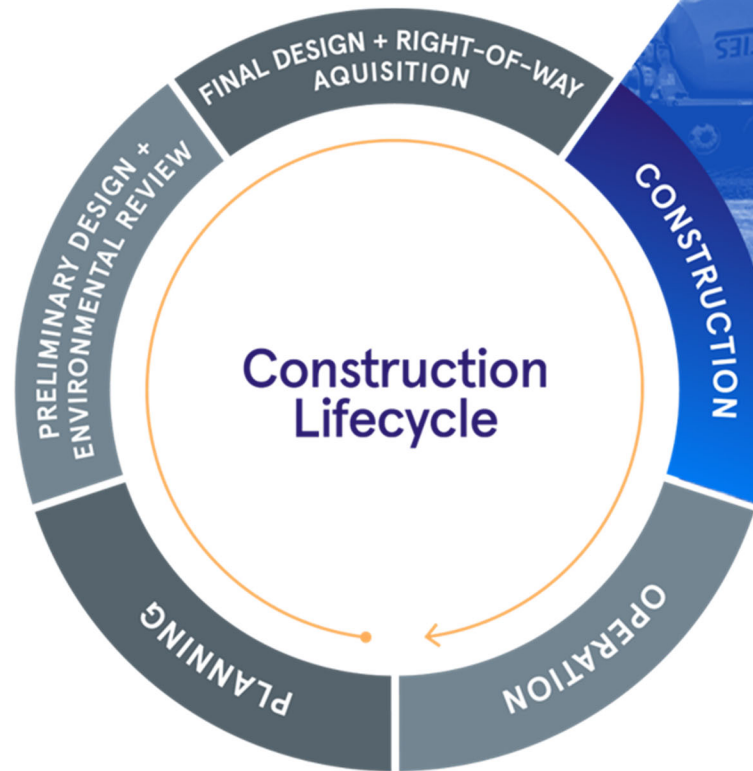 FINAL DESIGN + RIGHT-OF-WAY
AQUISITION
CONSTRUCTION
PRELIMINARY DESIGN +
ENVIRONMENTAL REVIEW
Construction
Lifecycle
PLANNING
OPERATION